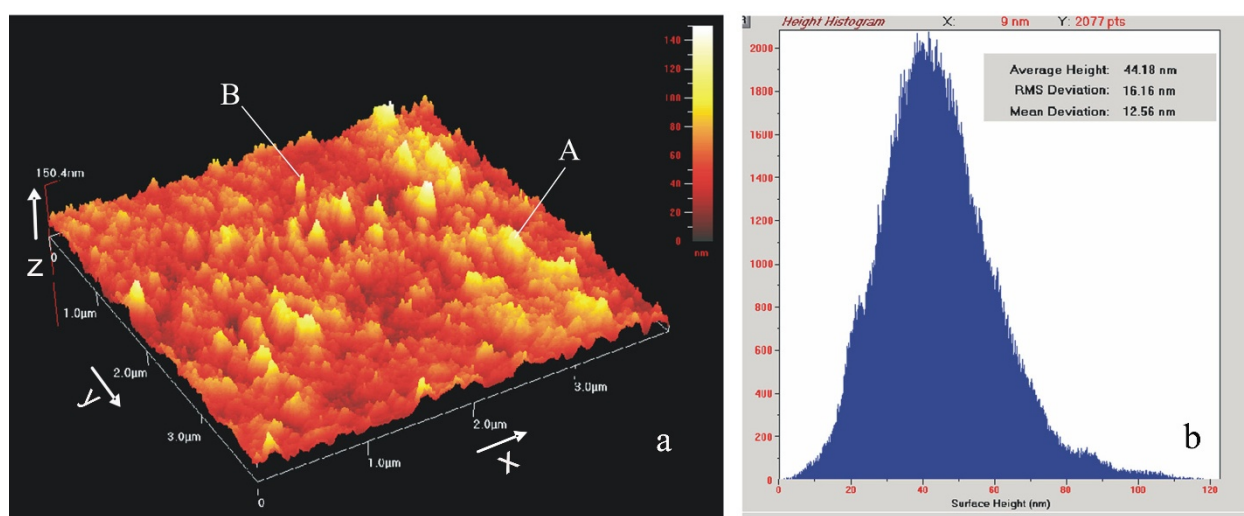 140
120
100
80
60
40
20
0
nm
B
A
150.4nm
Z
0
1.0µm
2.0µm
y
3.0µm
0
1.0µm
2.0µm
X
3.0µm
a
Height Histogram X: 9 nm Y: 2077 pts
Average Height: 44.18 nm
RMS Deviation: 16.16 nm
Mean Deviation: 12.56 nm
2000
1800
1600
1400
1200
1000
800
600
400
200
0
b
0 20 40 60 80 100 120
Surface Height (nm)